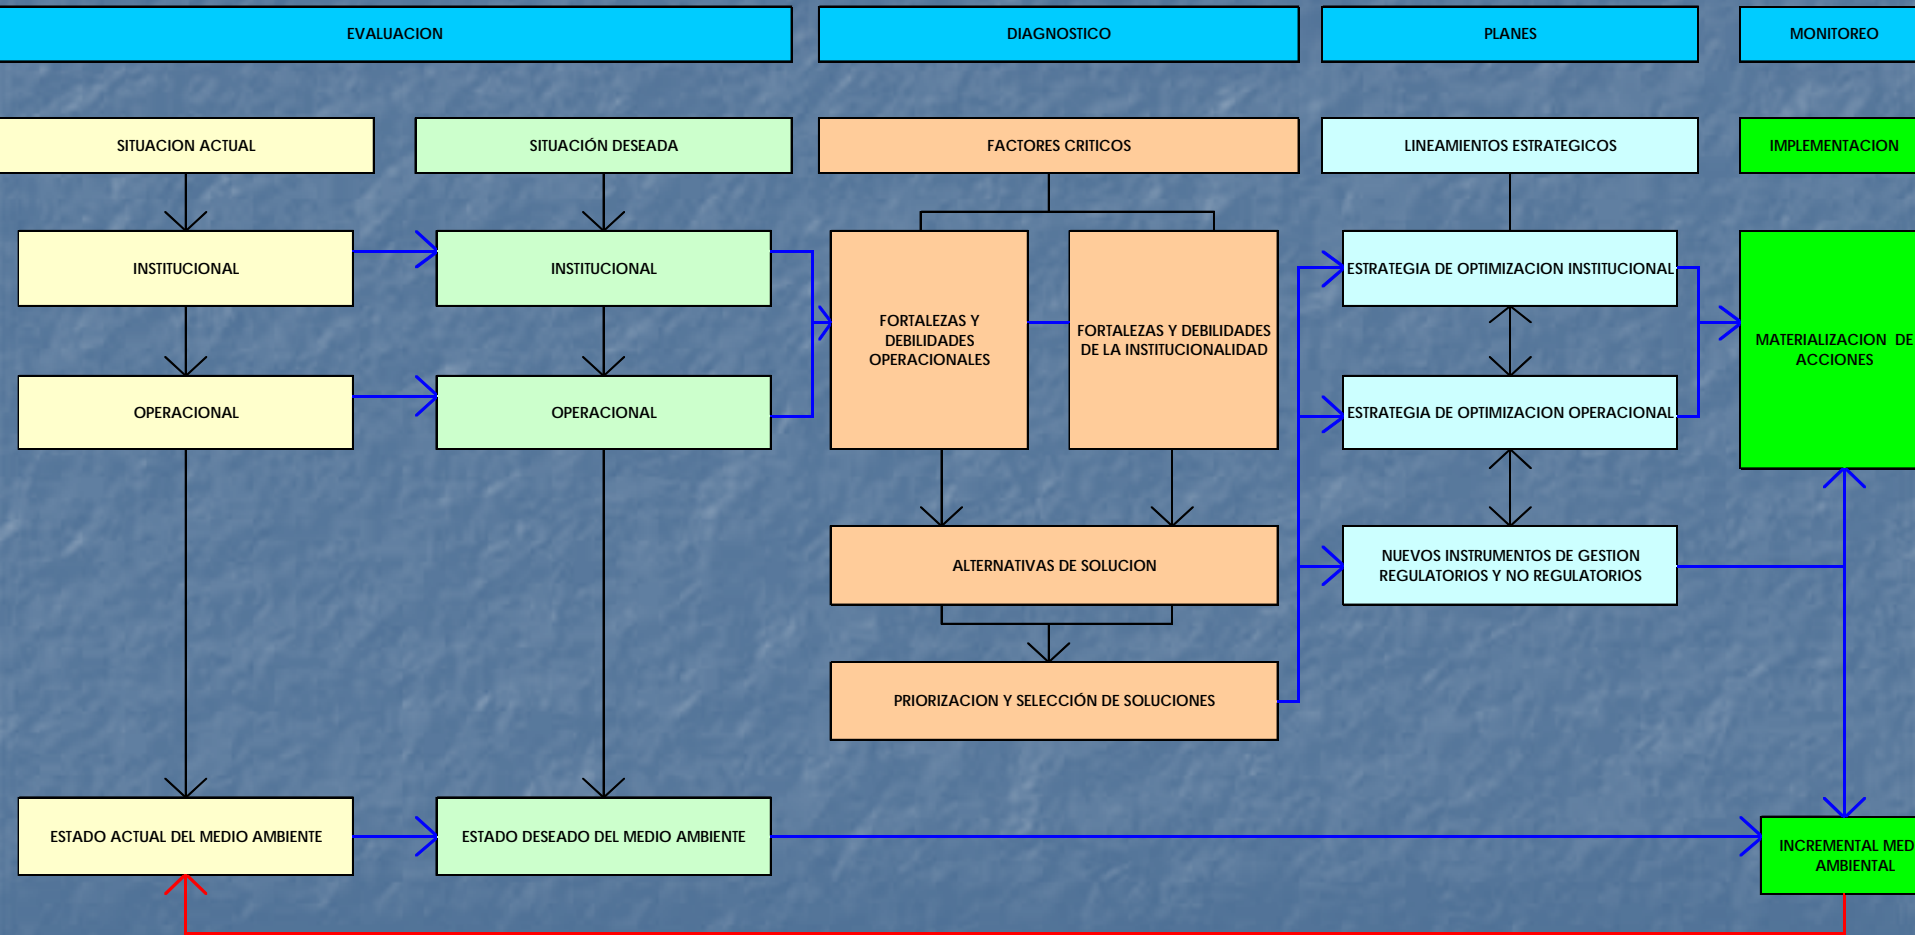 EVALUACION
DIAGNOSTICO
PLANES
MONITOREO
SITUACION ACTUAL
SITUACIÓN DESEADA
FACTORES CRITICOS
LINEAMIENTOS ESTRATEGICOS
IMPLEMENTACION
INSTITUCIONAL
INSTITUCIONAL
FORTALEZAS Y
DEBILIDADES
OPERACIONALES
FORTALEZAS Y DEBILIDADES
DE LA INSTITUCIONALIDAD
ESTRATEGIA DE OPTIMIZACION INSTITUCIONAL
MATERIALIZACION DE
ACCIONES
OPERACIONAL
OPERACIONAL
ESTRATEGIA DE OPTIMIZACION OPERACIONAL
ALTERNATIVAS DE SOLUCION
NUEVOS INSTRUMENTOS DE GESTION
REGULATORIOS Y NO REGULATORIOS
PRIORIZACION Y SELECCIÓN DE SOLUCIONES
ESTADO ACTUAL DEL MEDIO AMBIENTE
ESTADO DESEADO DEL MEDIO AMBIENTE
INCREMENTAL MED
AMBIENTAL